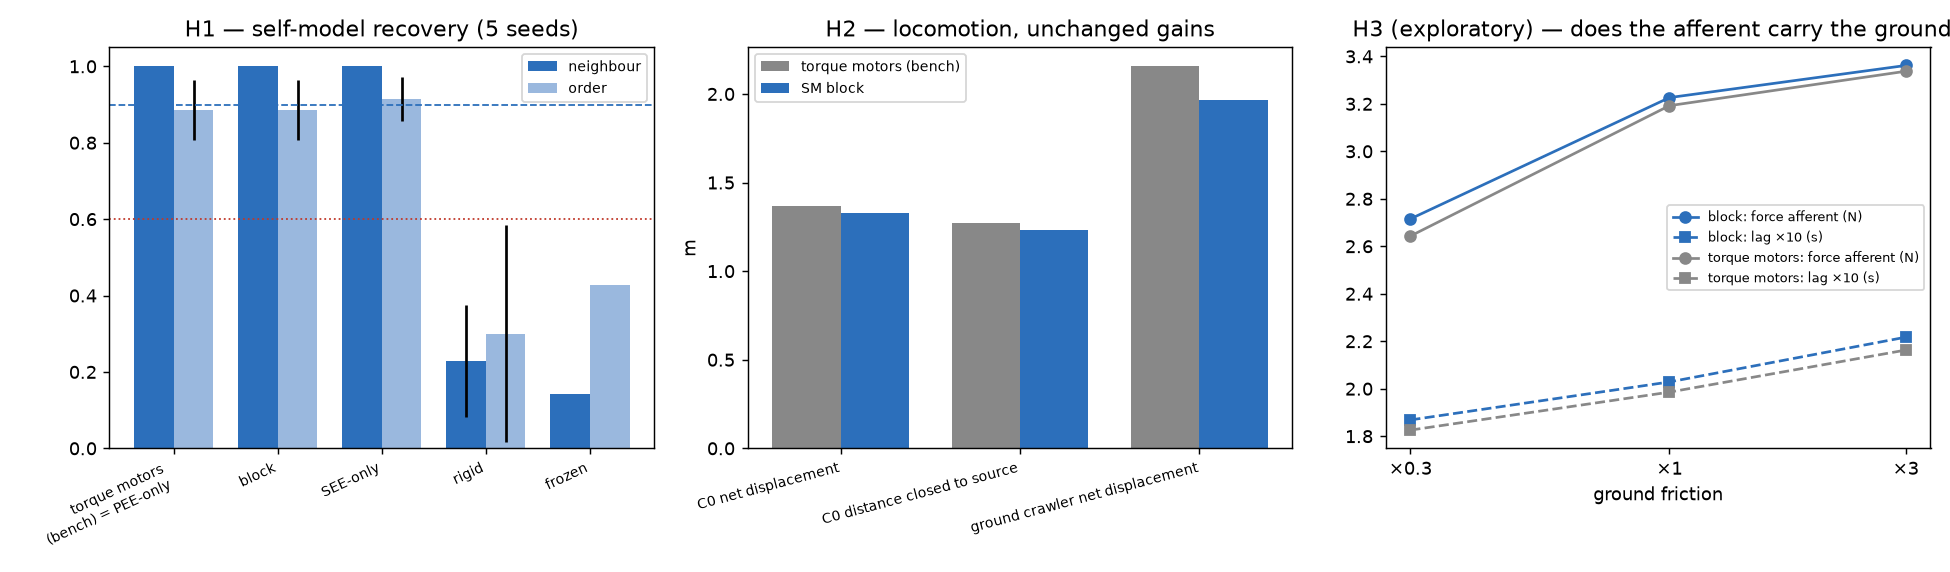 H1 — self-model recovery (5 seeds)
1.0
0.8
0.6
0.4
0.2
0.0
neighbour
order
torque motors
(bench) = PEE-only
block
SEE-only
rigid
frozen
H2 — locomotion, unchanged gains
m
2.0
1.5
1.0
0.5
0.0
torque motors (bench)
SM block
C0 net displacement
C0 distance closed to source
ground crawler net displacement
H3 (exploratory) — does the afferent carry the ground
3.4
3.2
3.0
2.8
2.6
2.4
2.2
2.0
1.8
block: force afferent (N)
block: lag ×10 (s)
torque motors: force afferent (N)
torque motors: lag ×10 (s)
×0.3
×1
×3
ground friction